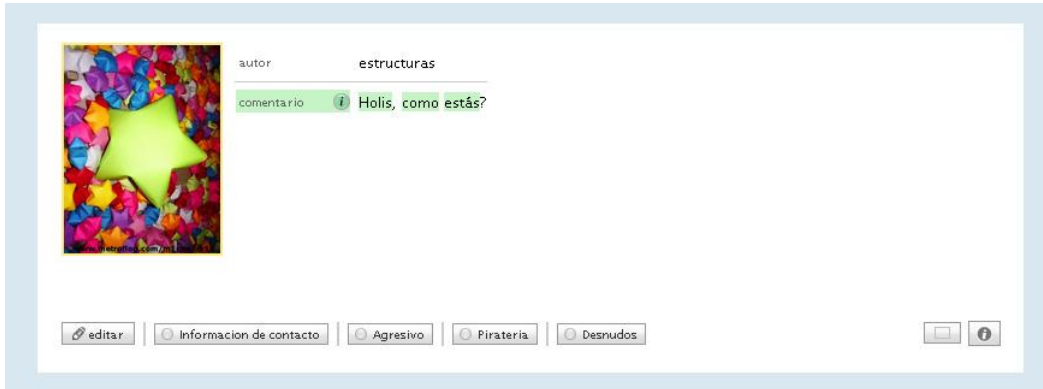 autor estructuras
comentario i Holis, como estás?
editar Informacion de contacto Agresivo Pirateria Desnudos i